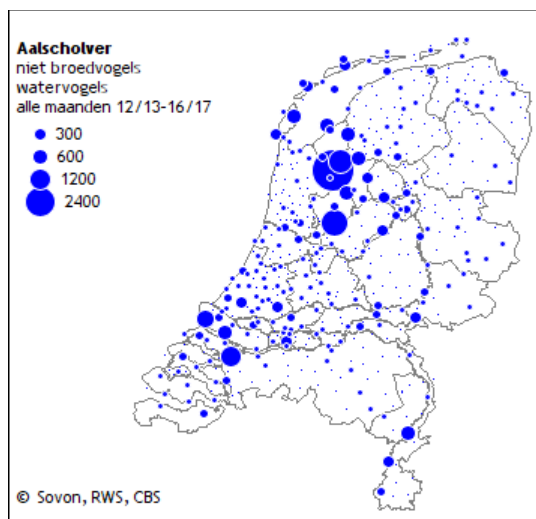 Aalscholver
niet broedvogels
watervogels
alle maanden 12/13-16/17
300
600
1200
2400
© Sovon, RWS, CBS